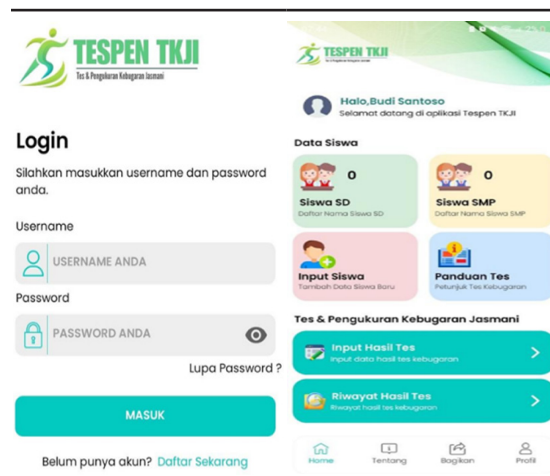 TESPEN TKJI
Tes & Pengukuran Kebugaran Jasmani
Login
Silahkan masukkan username dan password
anda.
Username
USERNAME ANDA
Password
PASSWORD ANDA
Lupa Password ?
MASUK
Belum punya akun? Daftar Sekarang
TESPEN TKJI
Halo,Budi Santoso
Selamat datang di aplikasi Tespen TKJI
Data Siswa
0
Siswa SD
Daftar Nama Siswa SD
0
Siswa SMP
Daftar Nama Siswa SMP
Input Siswa
Tambah Data Siswa Baru
Panduan Tes
Petunjuk Tes Kebugaran
Tes & Pengukuran Kebugaran Jasmani
Input Hasil Tes
Input data hasil tes kebugaran
Riwayat Hasil Tes
Riwayat hasil tes kebugaran
Home
Tentang
Bagikan
Profil